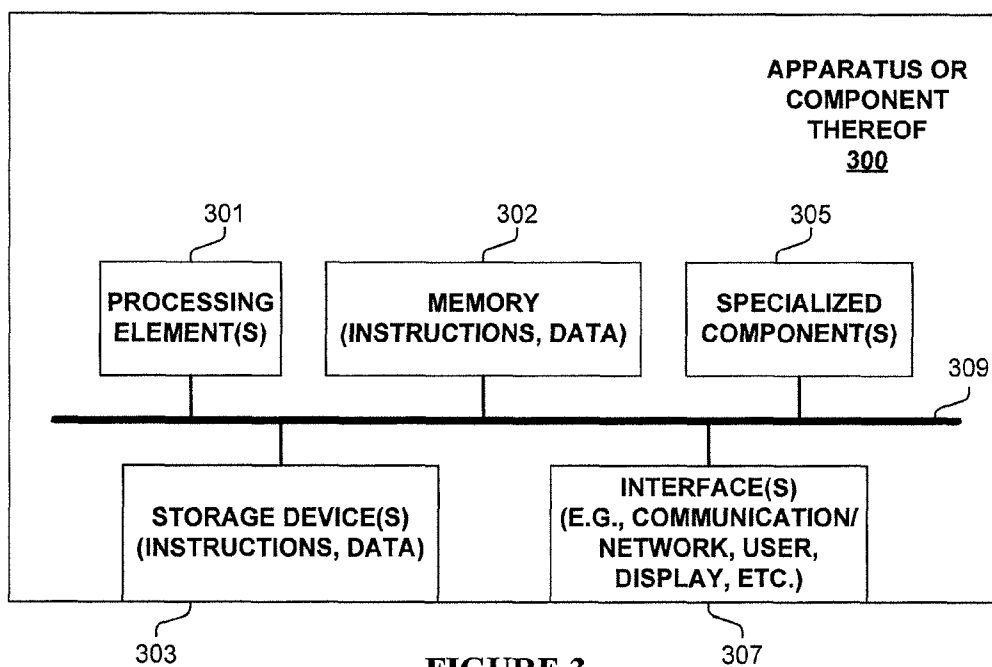 APPARATUS OR
COMPONENT
THEREOF
300
301
302
305
PROCESSING
ELEMENT(S)
MEMORY
(INSTRUCTIONS, DATA)
SPECIALIZED
COMPONENT(S)
309
STORAGE DEVICE(S)
(INSTRUCTIONS, DATA)
INTERFACE(S)
(E.G., COMMUNICATION/
NETWORK, USER,
DISPLAY, ETC.)
303
307
FIGURE 3